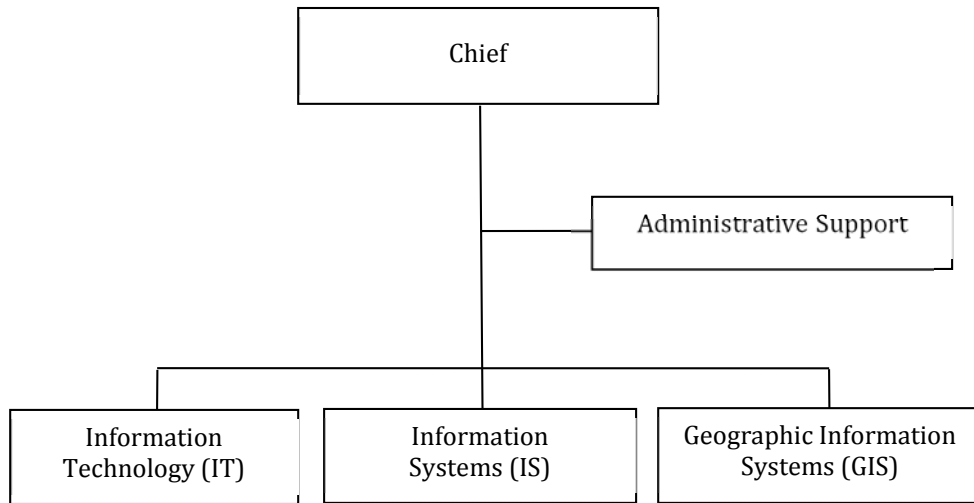 Chief
Administrative Support
Information
Technology (IT)
Information
Systems (IS)
Geographic Information
Systems (GIS)